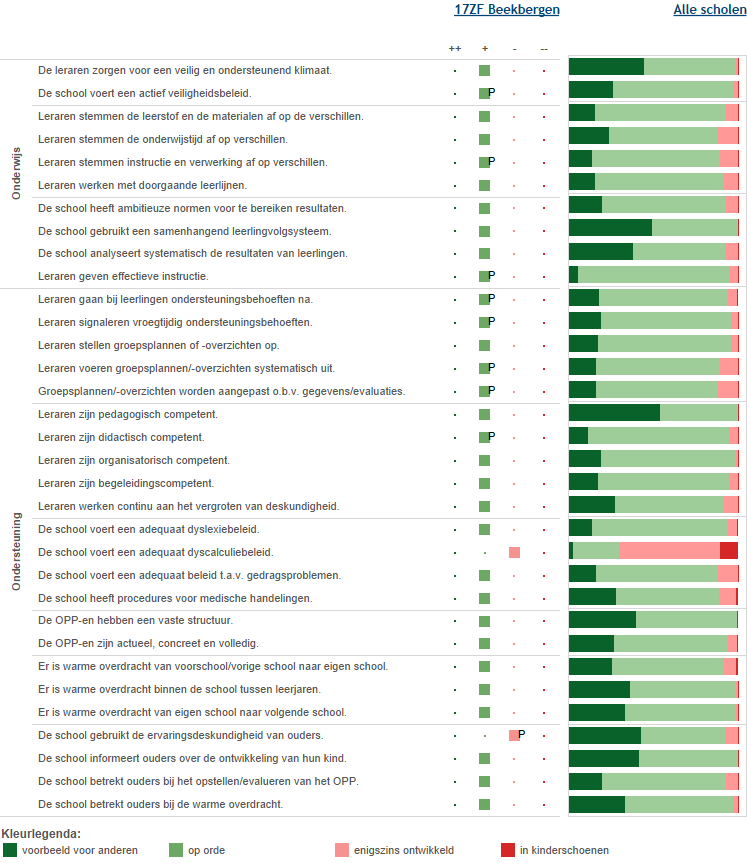 17ZF Beekbergen Alle scholen
++ + - --
De leraren zorgen voor een veilig en ondersteunend klimaat.
De school voert een actief veiligheidsbeleid. P
Leraren stemmen de leerstof en de materialen af op de verschillen.
Leraren stemmen de onderwijstijd af op verschillen.
Leraren stemmen instructie en verwerking af op verschillen. P
Onderwijs
Leraren werken met doorgaande leerlijnen.
De school heeft ambitieuze normen voor te bereiken resultaten.
De school gebruikt een samenhangend leerlingvolgsysteem.
De school analyseert systematisch de resultaten van leerlingen.
Leraren geven effectieve instructie. P
Leraren gaan bij leerlingen ondersteuningsbehoeften na. P
Leraren signaleren vroegtijdig ondersteuningsbehoeften. P
Leraren stellen groepsplannen of -overzichten op.
Leraren voeren groepsplannen/-overzichten systematisch uit. P
Groepsplannen/-overzichten worden aangepast o.b.v. gegevens/evaluaties. P
Leraren zijn pedagogisch competent.
Leraren zijn didactisch competent. P
Leraren zijn organisatorisch competent.
Leraren zijn begeleidingscompetent.
Leraren werken continu aan het vergroten van deskundigheid.
De school voert een adequaat dyslexiebeleid.
Ondersteuning
De school voert een adequaat dyscalculiebeleid.
De school voert een adequaat beleid t.a.v. gedragsproblemen.
De school heeft procedures voor medische handelingen.
De OPP-en hebben een vaste structuur.
De OPP-en zijn actueel, concreet en volledig.
Er is warme overdracht van voorschool/vorige school naar eigen school.
Er is warme overdracht binnen de school tussen leerjaren.
Er is warme overdracht van eigen school naar volgende school.
De school gebruikt de ervaringsdeskundigheid van ouders. P
De school informeert ouders over de ontwikkeling van hun kind.
De school betrekt ouders bij het opstellen/evalueren van het OPP.
De school betrekt ouders bij de warme overdracht.
Kleurlegenda:
voorbeeld voor anderen op orde enigszins ontwikkeld in kinderschoenen